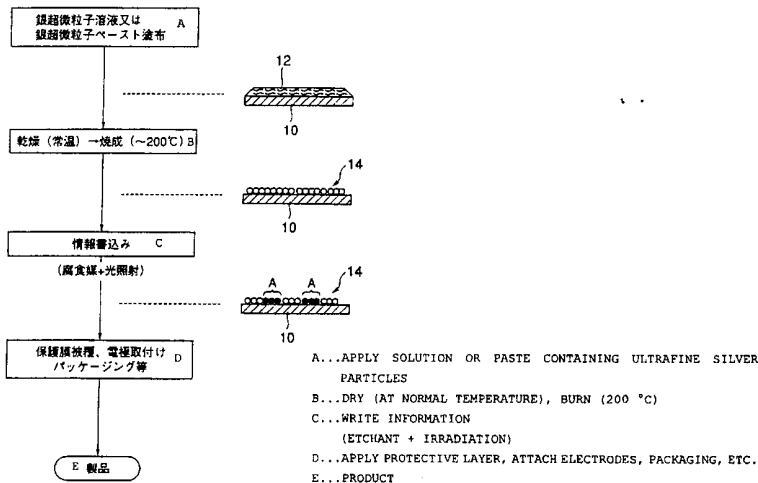 銀超微粒子溶液又は A
銀超微粒子ペースト塗布
12
10
乾燥（常温）→焼成（～200℃）B
14
10
情報書込み C
(腐食媒+光照射)
A A 14
10
保護膜被覆、電極取付け D
パッケージング等
E 製品
A...APPLY SOLUTION OR PASTE CONTAINING ULTRAFINE SILVER
PARTICLES
B...DRY (AT NORMAL TEMPERATURE), BURN (200 °C)
C...WRITE INFORMATION
(ETCHANT + IRRADIATION)
D...APPLY PROTECTIVE LAYER, ATTACH ELECTRODES, PACKAGING, ETC.
E...PRODUCT